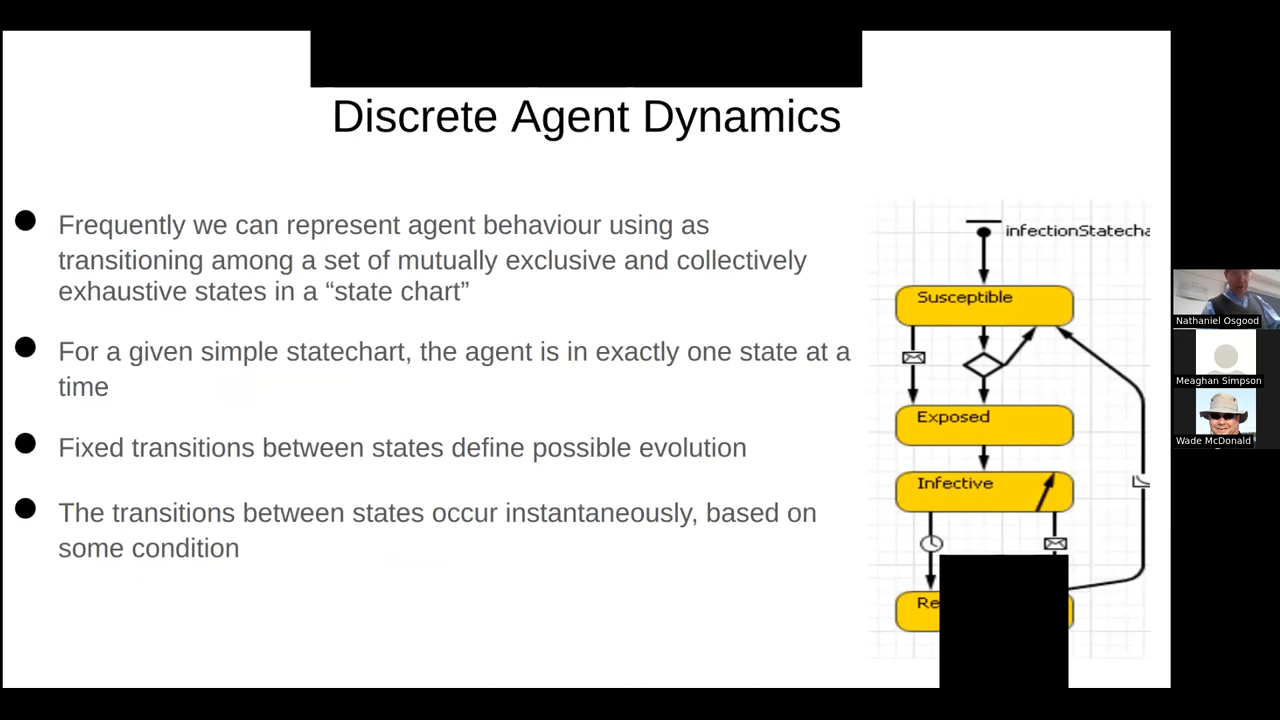 Discrete Agent Dynamics
Frequently we can represent agent behaviour using as
transitioning among a set of mutually exclusive and collectively
exhaustive states in a “state chart”
For a given simple statechart, the agent is in exactly one state at a
time
Fixed transitions between states define possible evolution
The transitions between states occur instantaneously, based on
some condition
infectionStatecha
Susceptible
Exposed
Infective
Re
Nathaniel Osgood
Meaghan Simpson
Wade McDonald